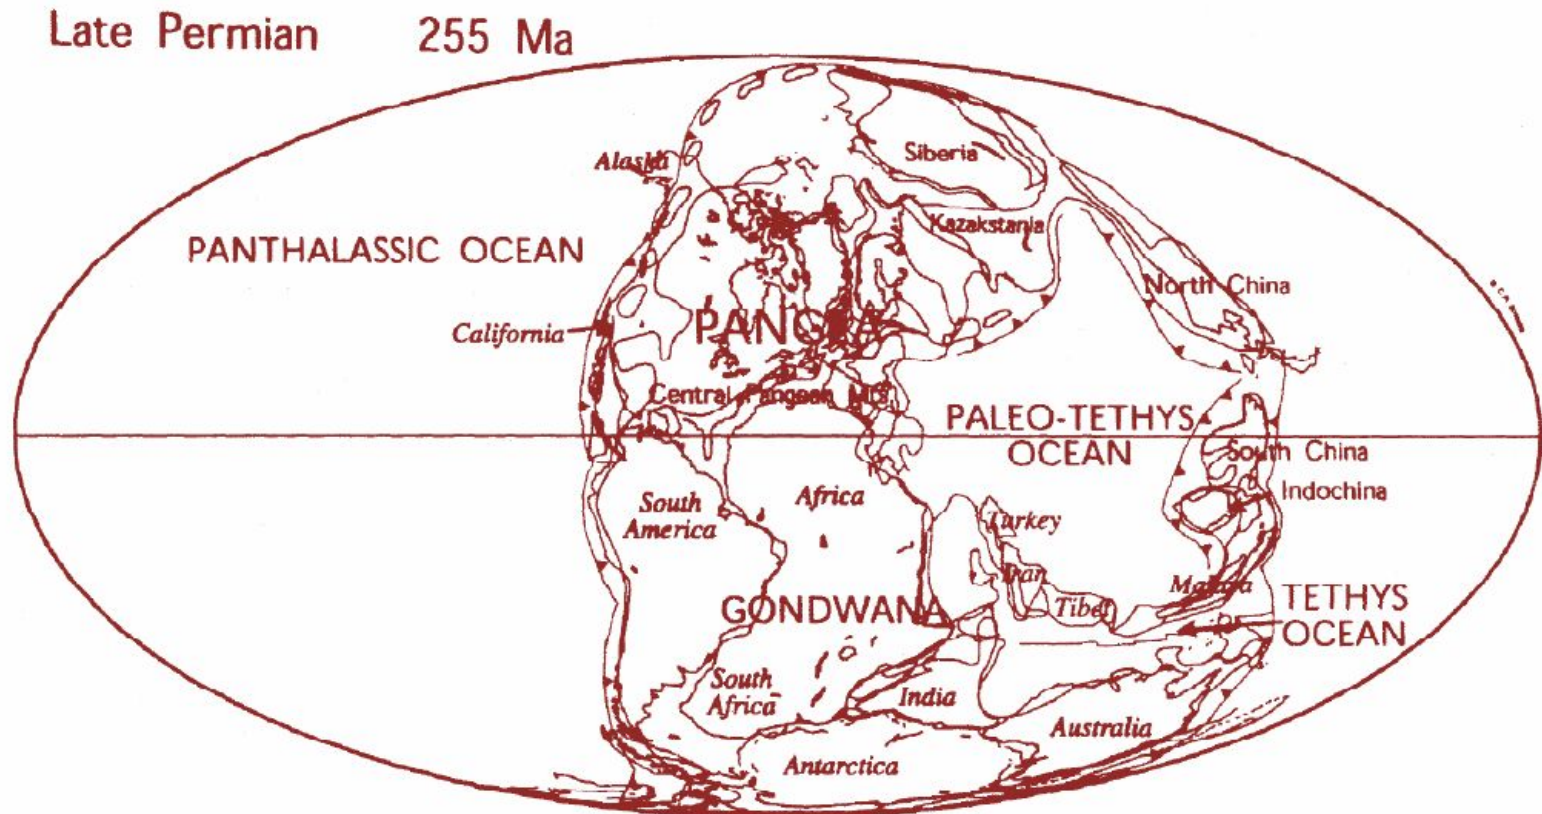 Late Permian 255 Ma
Siberia
Alaska
Kazakstania
PANTHALASSIC OCEAN
North China
California
PANGEA
Central Pangean Mts.
PALEO-TETHYS
OCEAN
South China
Indochina
South
America
Africa
Turkey
Iran
Tibet
Malaya
TETHYS
OCEAN
GONDWANA
South
Africa
India
Australia
Antarctica